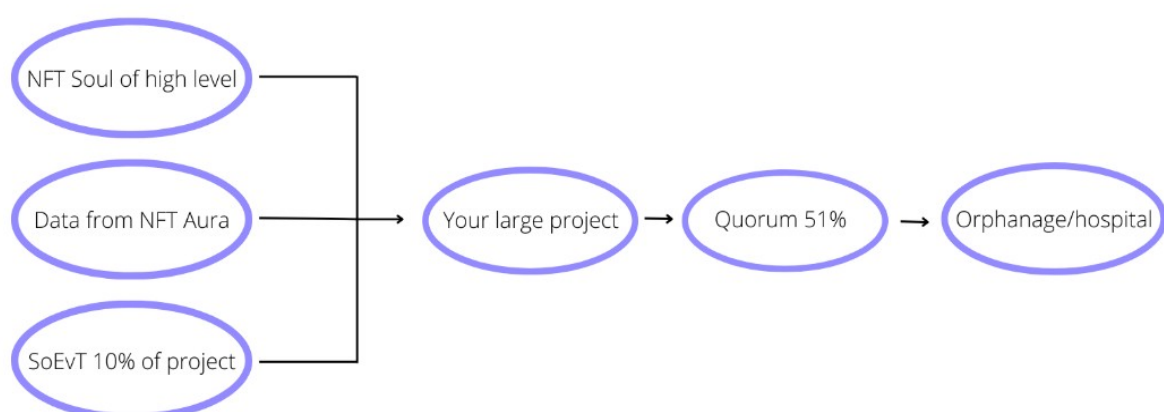 NFT Soul of high level
Data from NFT Aura
SoEvT 10% of project
Your large project
Quorum 51%
Orphanage/hospital